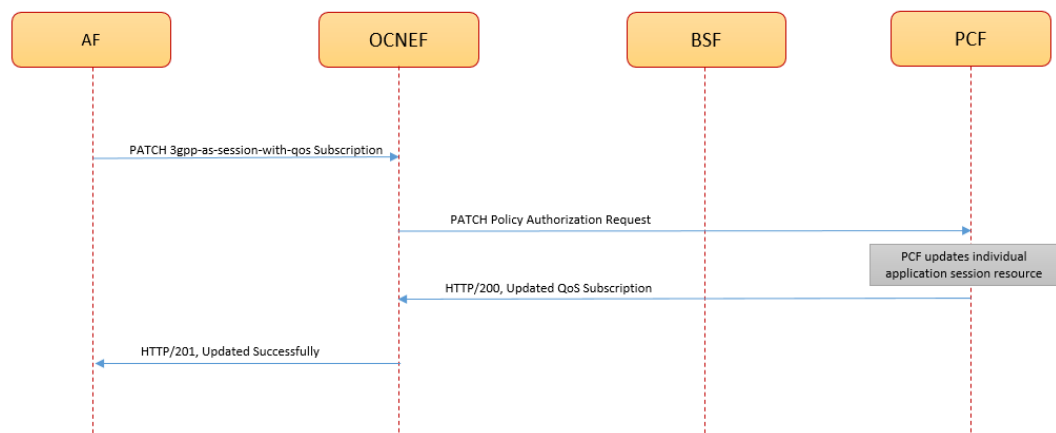 AF
OCNEF
BSF
PCF
PATCH 3gpp-as-session-with-qos Subscription
PATCH Policy Authorization Request
PCF updates individual
application session resource
HTTP/200, Updated QoS Subscription
HTTP/201, Updated Successfully